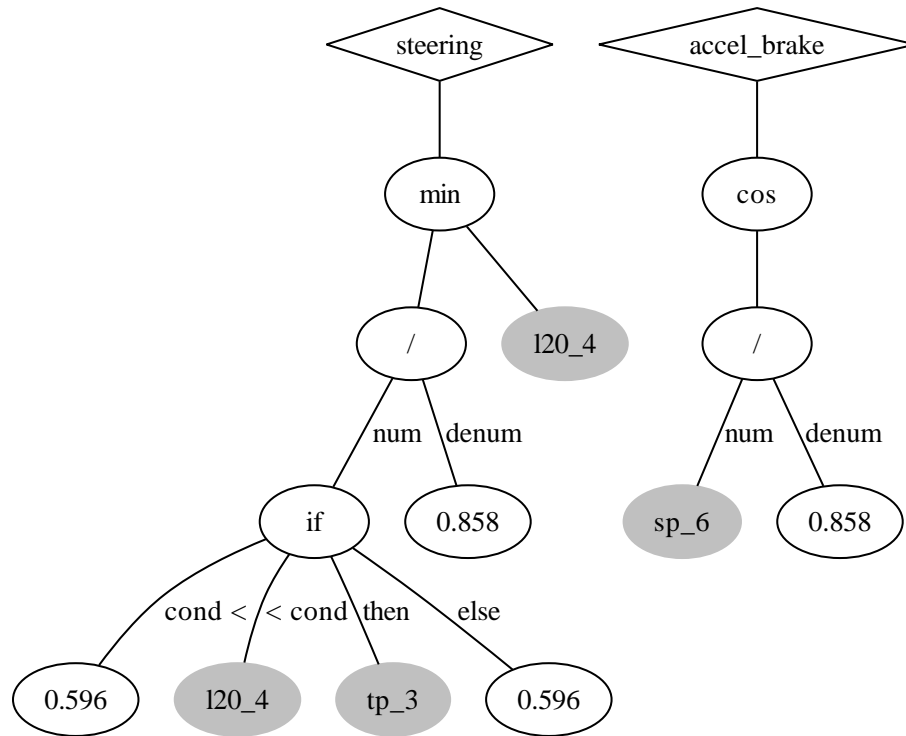 steering accel_brake
min cos
/ l20_4 /
num denum num denum
if 0.858 sp_6 0.858
cond < < cond then else
0.596 l20_4 tp_3 0.596